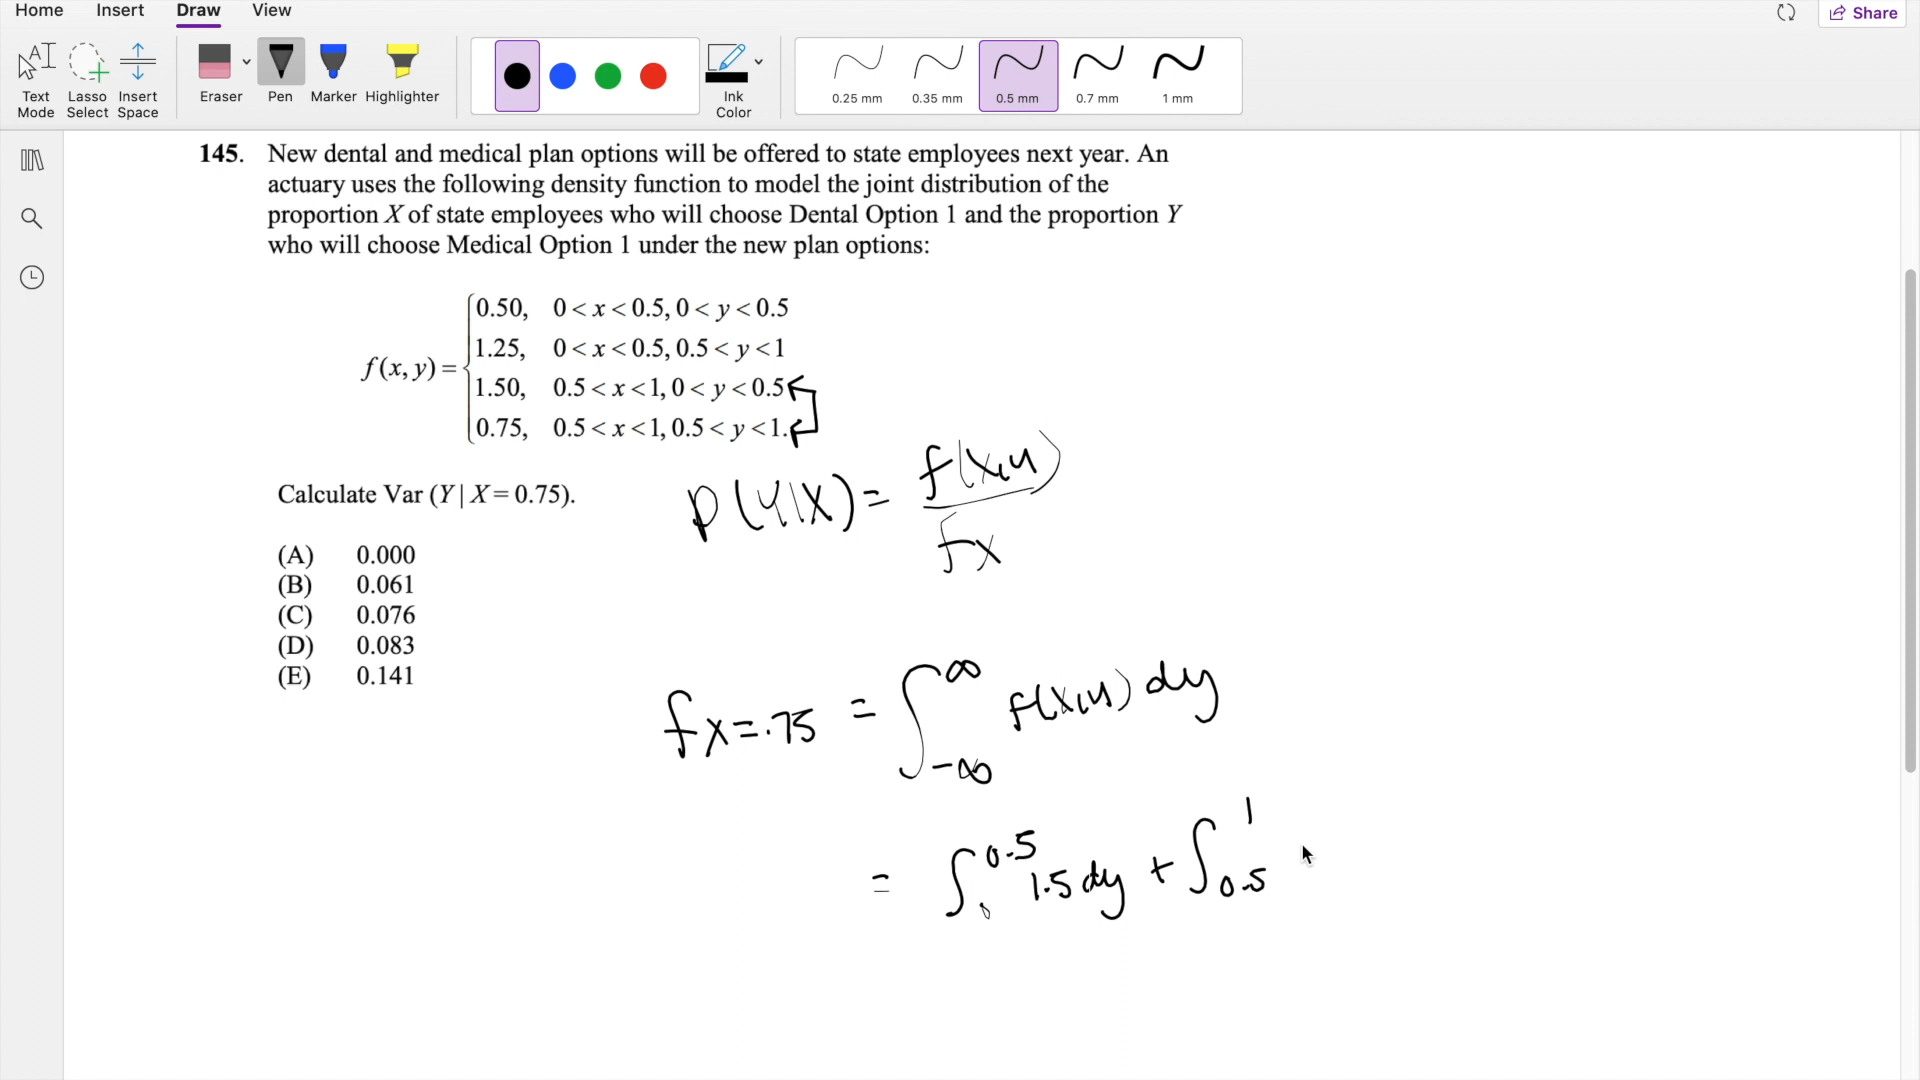 Home Insert Draw View Share
Text Mode Lasso Select Insert Space Eraser Pen Marker Highlighter Ink Color 0.25 mm 0.35 mm 0.5 mm 0.7 mm 1 mm
145. New dental and medical plan options will be offered to state employees next year. An
actuary uses the following density function to model the joint distribution of the
proportion X of state employees who will choose Dental Option 1 and the proportion Y
who will choose Medical Option 1 under the new plan options:
0.50, 0 < x < 0.5, 0 < y < 0.5
1.25, 0 < x < 0.5, 0.5 < y < 1
f(x, y) =
1.50, 0.5 < x < 1, 0 < y < 0.5
0.75, 0.5 < x < 1, 0.5 < y < 1.
Calculate Var (Y | X = 0.75).
P(Y|X) = f(x,y) / fx
(A) 0.000
(B) 0.061
(C) 0.076
(D) 0.083
(E) 0.141
fx=.75 = ∫_-∞^∞ f(x,y) dy
= ∫_0^0.5 1.5 dy + ∫_0.5^1